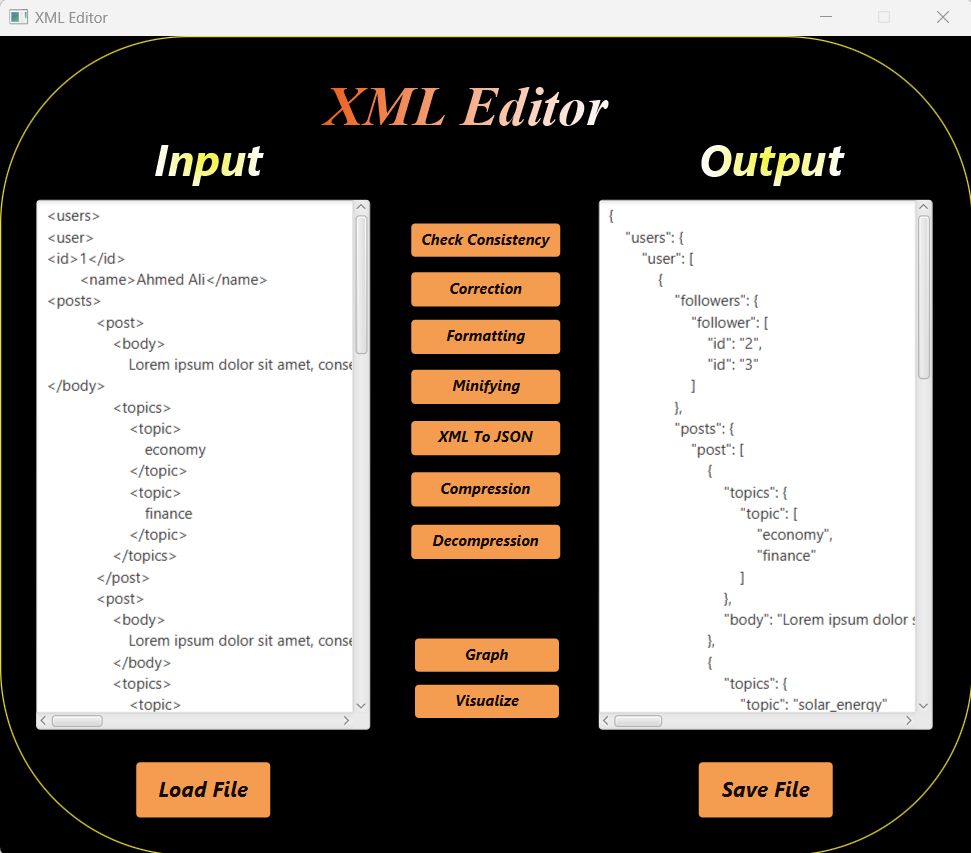 XML Editor
XML Editor
Input
<users>
<user>
<id>1</id>
<name>Ahmed Ali</name>
<posts>
<post>
<body>
Lorem ipsum dolor sit amet, conse
</body>
<topics>
<topic>
economy
</topic>
<topic>
finance
</topic>
</topics>
</post>
<post>
<body>
Lorem ipsum dolor sit amet, conse
</body>
<topics>
<topic>
Load File
Check Consistency
Correction
Formatting
Minifying
XML To JSON
Compression
Decompression
Graph
Visualize
Output
{
"users": {
"user": [
{
"followers": {
"follower": [
"id": "2",
"id": "3"
]
},
"posts": {
"post": [
{
"topics": {
"topic": [
"economy",
"finance"
]
},
"body": "Lorem ipsum dolor s
},
{
"topics": {
"topic": "solar_energy"
Save File